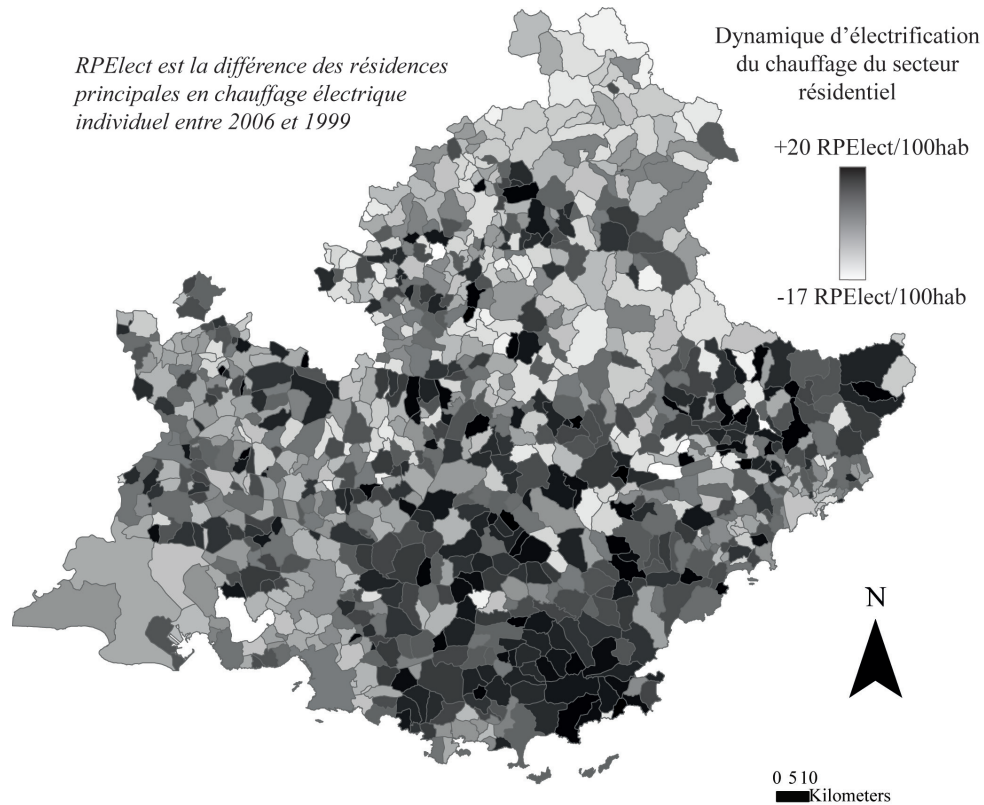 RPElect est la différence des résidences
principales en chauffage électrique
individuel entre 2006 et 1999
Dynamique d’électrification
du chauffage du secteur
résidentiel
+20 RPElect/100hab
-17 RPElect/100hab
N
0 510
Kilometers